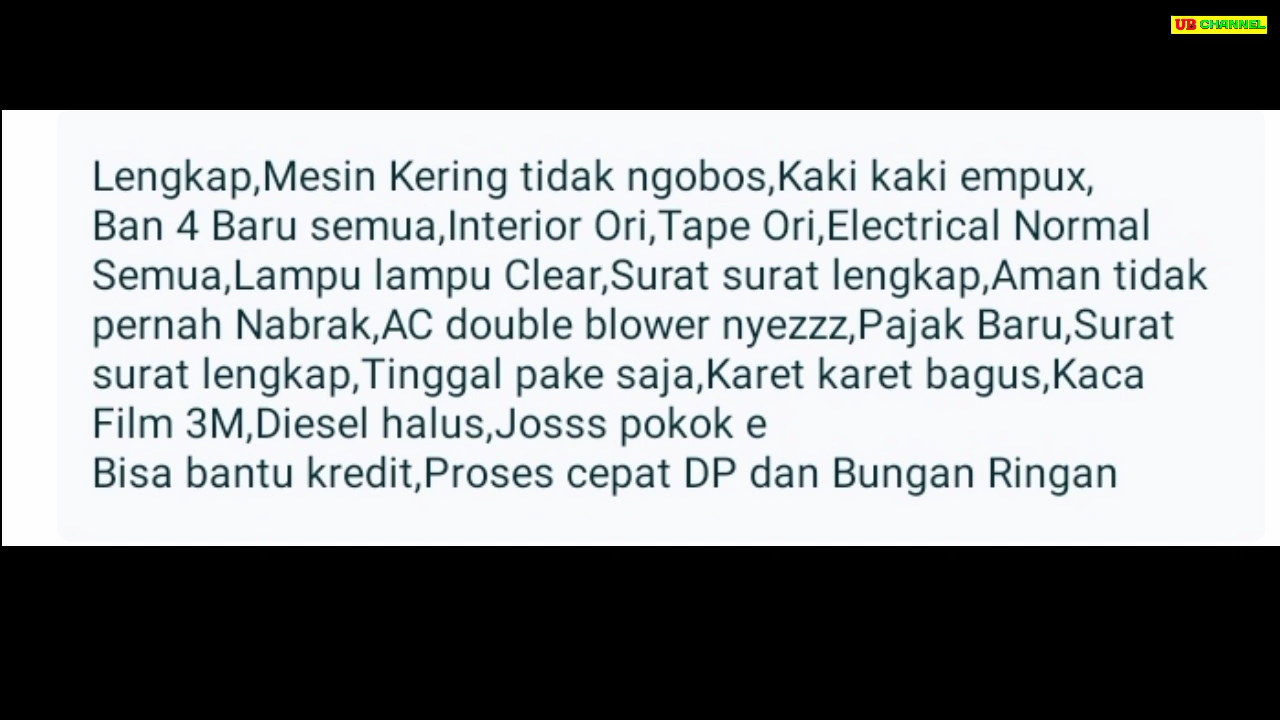 UB CHANNEL
Lengkap,Mesin Kering tidak ngobos,Kaki kaki empux,
Ban 4 Baru semua,Interior Ori,Tape Ori,Electrical Normal
Semua,Lampu lampu Clear,Surat surat lengkap,Aman tidak
pernah Nabrak,AC double blower nyezzz,Pajak Baru,Surat
surat lengkap,Tinggal pake saja,Karet karet bagus,Kaca
Film 3M,Diesel halus,Josss pokok e
Bisa bantu kredit,Proses cepat DP dan Bungan Ringan